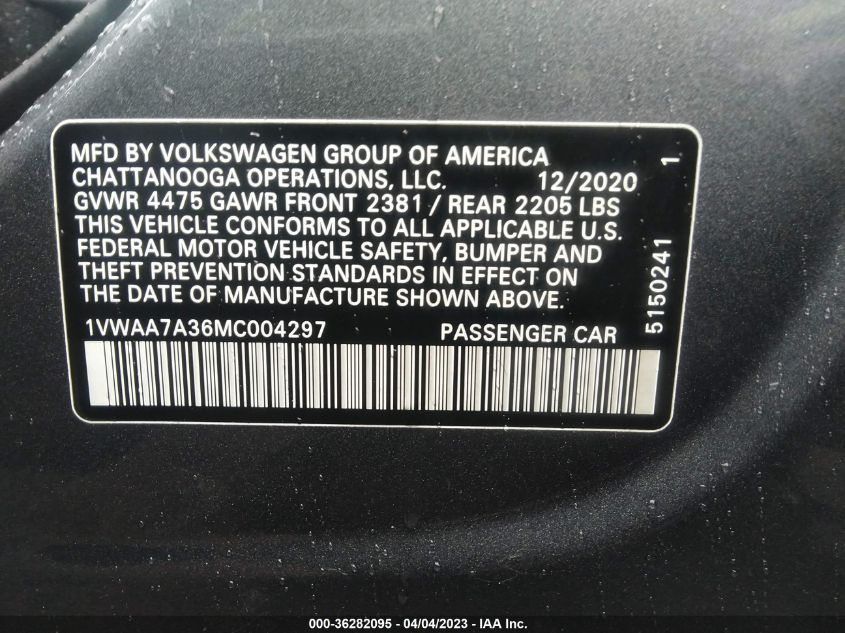 MFD BY VOLKSWAGEN GROUP OF AMERICA
CHATTANOOGA OPERATIONS, LLC. 12/2020
GVWR 4475 GAWR FRONT 2381 / REAR 2205 LBS
THIS VEHICLE CONFORMS TO ALL APPLICABLE U.S.
FEDERAL MOTOR VEHICLE SAFETY, BUMPER AND
THEFT PREVENTION STANDARDS IN EFFECT ON
THE DATE OF MANUFACTURE SHOWN ABOVE.
1VWAA7A36MC004297 PASSENGER CAR
5150241 1
000-36282095 - 04/04/2023 - IAA Inc.